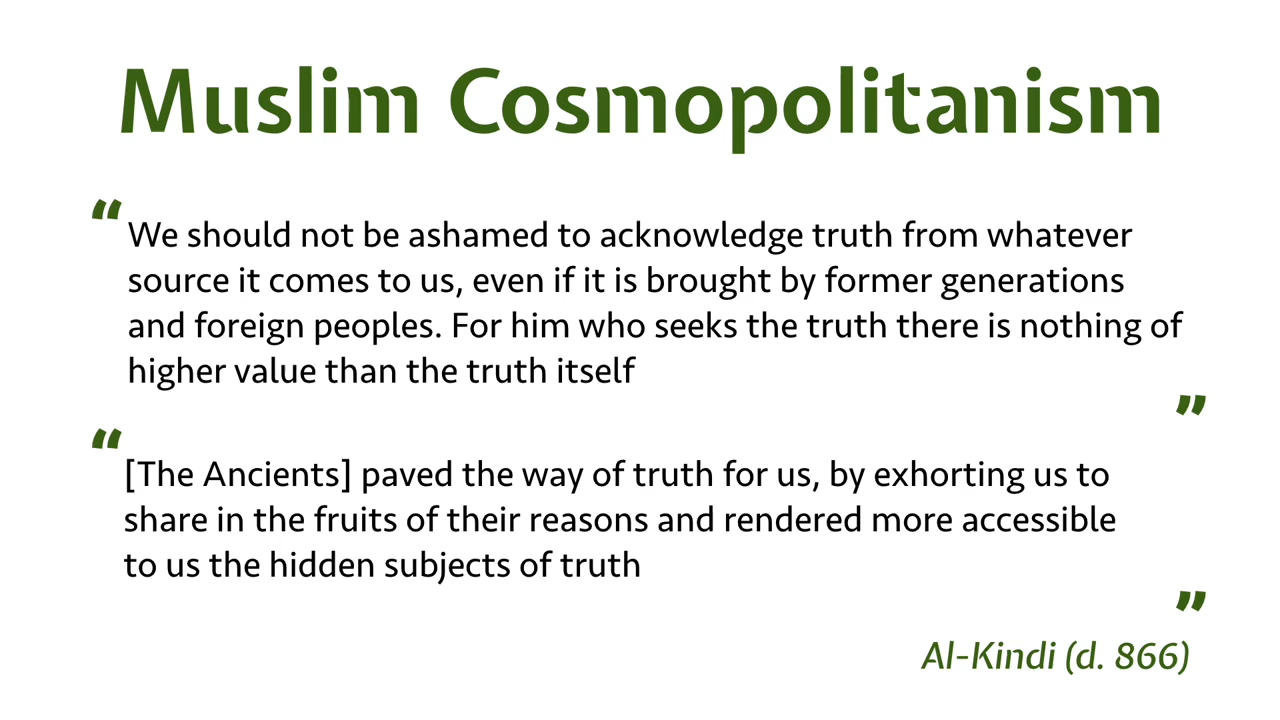 Muslim Cosmopolitanism
“We should not be ashamed to acknowledge truth from whatever
source it comes to us, even if it is brought by former generations
and foreign peoples. For him who seeks the truth there is nothing of
higher value than the truth itself
”
“[The Ancients] paved the way of truth for us, by exhorting us to
share in the fruits of their reasons and rendered more accessible
to us the hidden subjects of truth
”
Al-Kindi (d. 866)